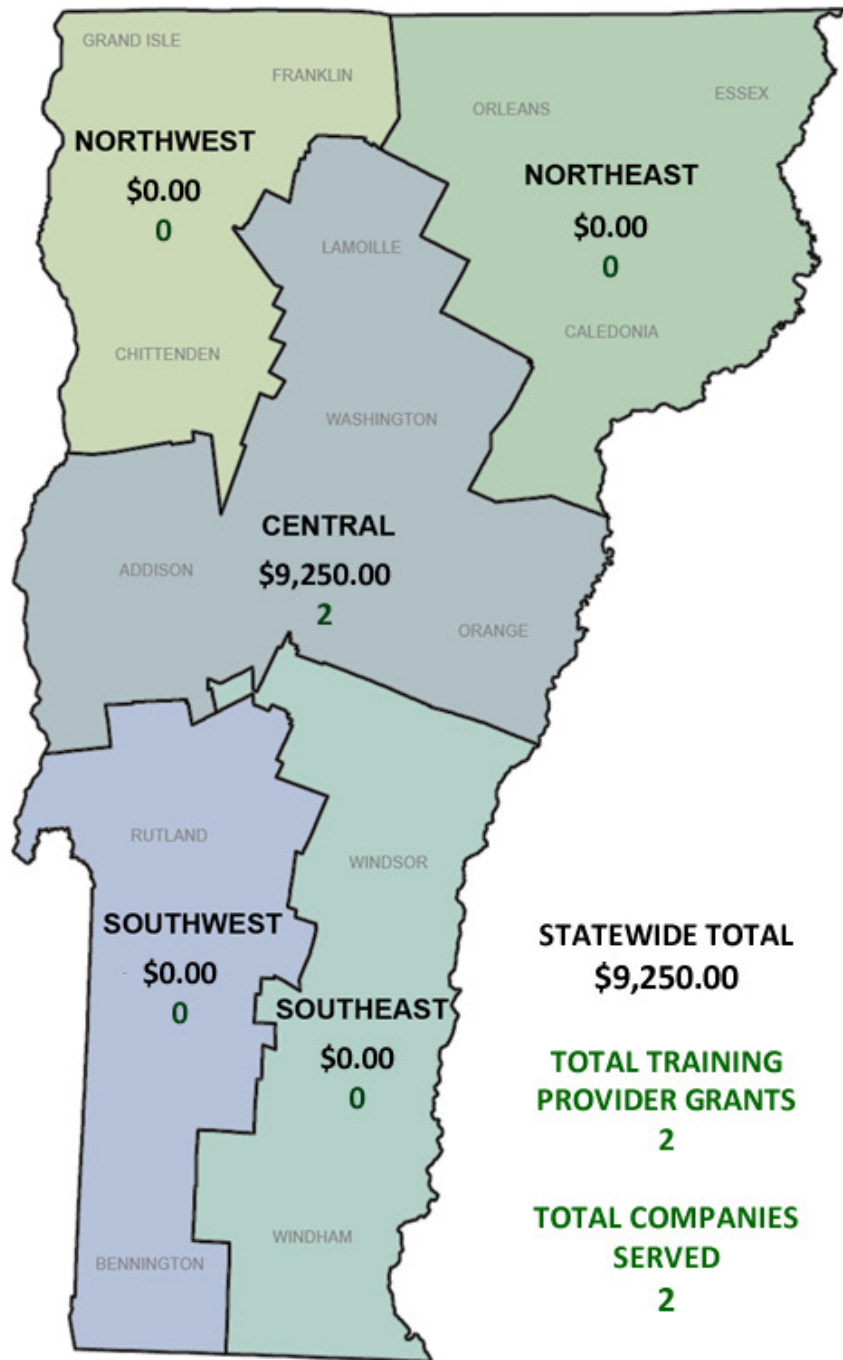 GRAND ISLE
FRANKLIN
ORLEANS
ESSEX
NORTHWEST
$0.00
0
NORTHEAST
$0.00
0
LAMOILLE
CALEDONIA
CHITTENDEN
WASHINGTON
CENTRAL
$9,250.00
2
ADDISON
ORANGE
RUTLAND
WINDSOR
SOUTHWEST
$0.00
0
SOUTHEAST
$0.00
0
BENNINGTON
WINDHAM
STATEWIDE TOTAL
$9,250.00
TOTAL TRAINING
PROVIDER GRANTS
2
TOTAL COMPANIES
SERVED
2